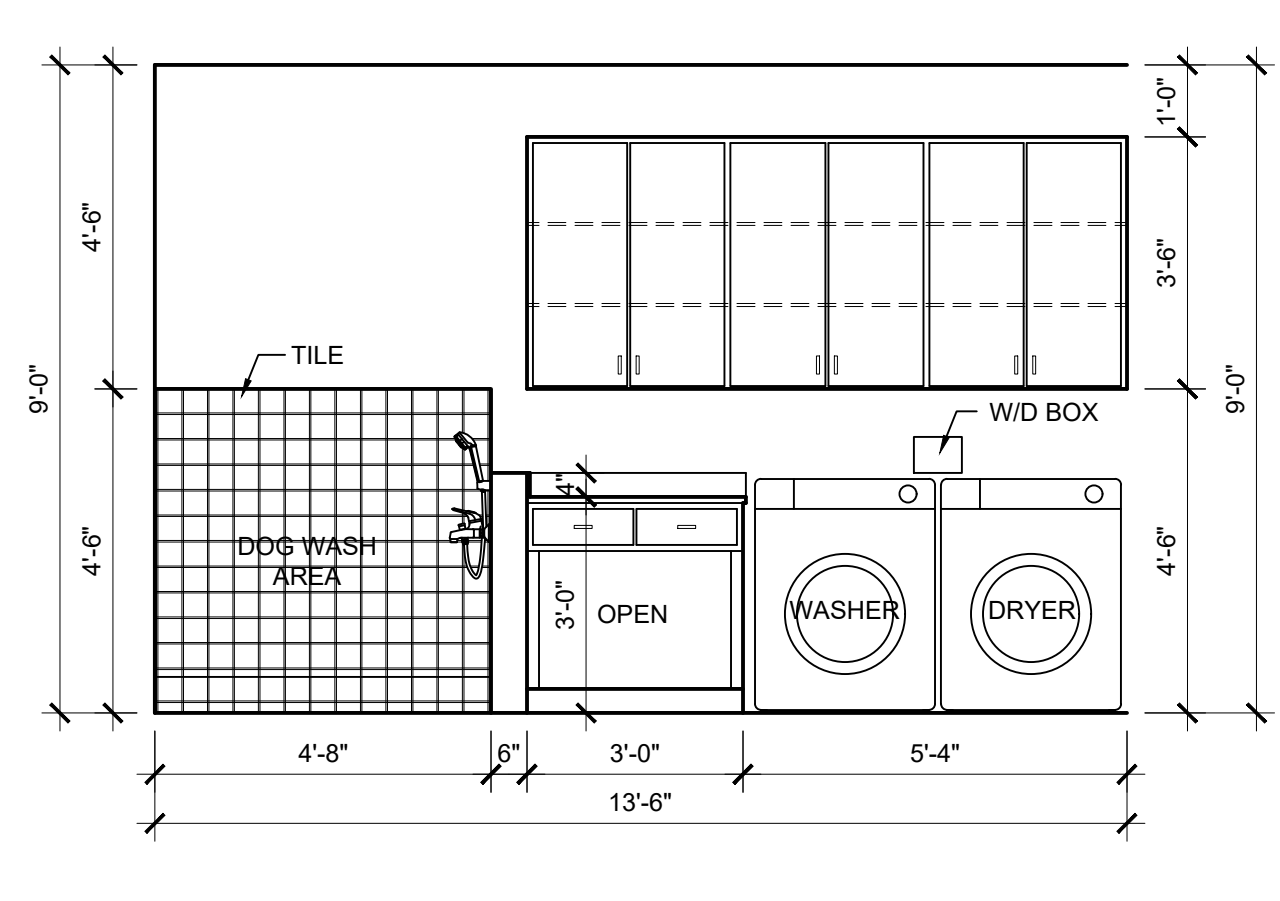 1'-0"
4'-6"
3'-6"
TILE
9'-0"
9'-0"
W/D BOX
4"
DOG WASH
AREA
4'-6"
3'-0"
OPEN
WASHER
DRYER
4'-6"
4'-8"
6"
3'-0"
5'-4"
13'-6"